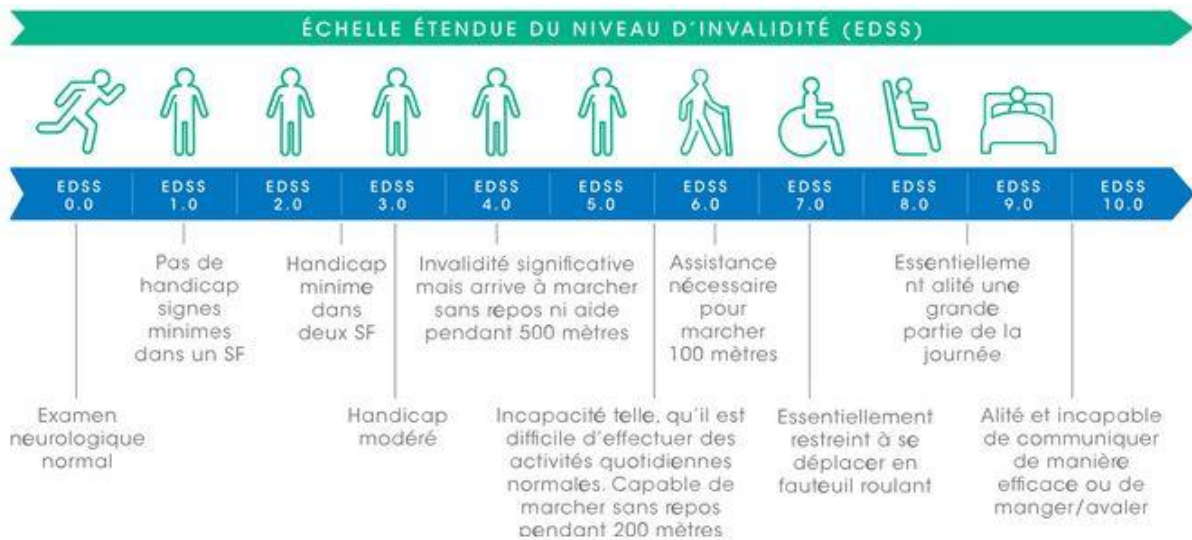 ÉCHELLE ÉTENDUE DU NIVEAU D'INVALIDITÉ (EDSS)
EDSS
0.0
EDSS
1.0
EDSS
2.0
EDSS
3.0
EDSS
4.0
EDSS
5.0
EDSS
6.0
EDSS
7.0
EDSS
8.0
EDSS
9.0
EDSS
10.0
Pas de
handicap
signes
minimes
dans un SF
Handicap
minime
dans
deux SF
Invalidité significative
mais arrive à marcher
sans repos ni aide
pendant 500 mètres
Assistance
nécessaire
pour
marcher
100 mètres
Essentielleme
nt alité une
grande
partie de la
journée
Examen
neurologique
normal
Handicap
modéré
Incapacité telle, qu'il est
difficile d'effectuer des
activités quotidiennes
normales. Capable de
marcher sans repos
pendant 200 mètres
Essentiellement
restreint à se
déplacer en
fauteuil roulant
Alité et incapable
de communiquer
de manière
efficace ou de
manger/avaler